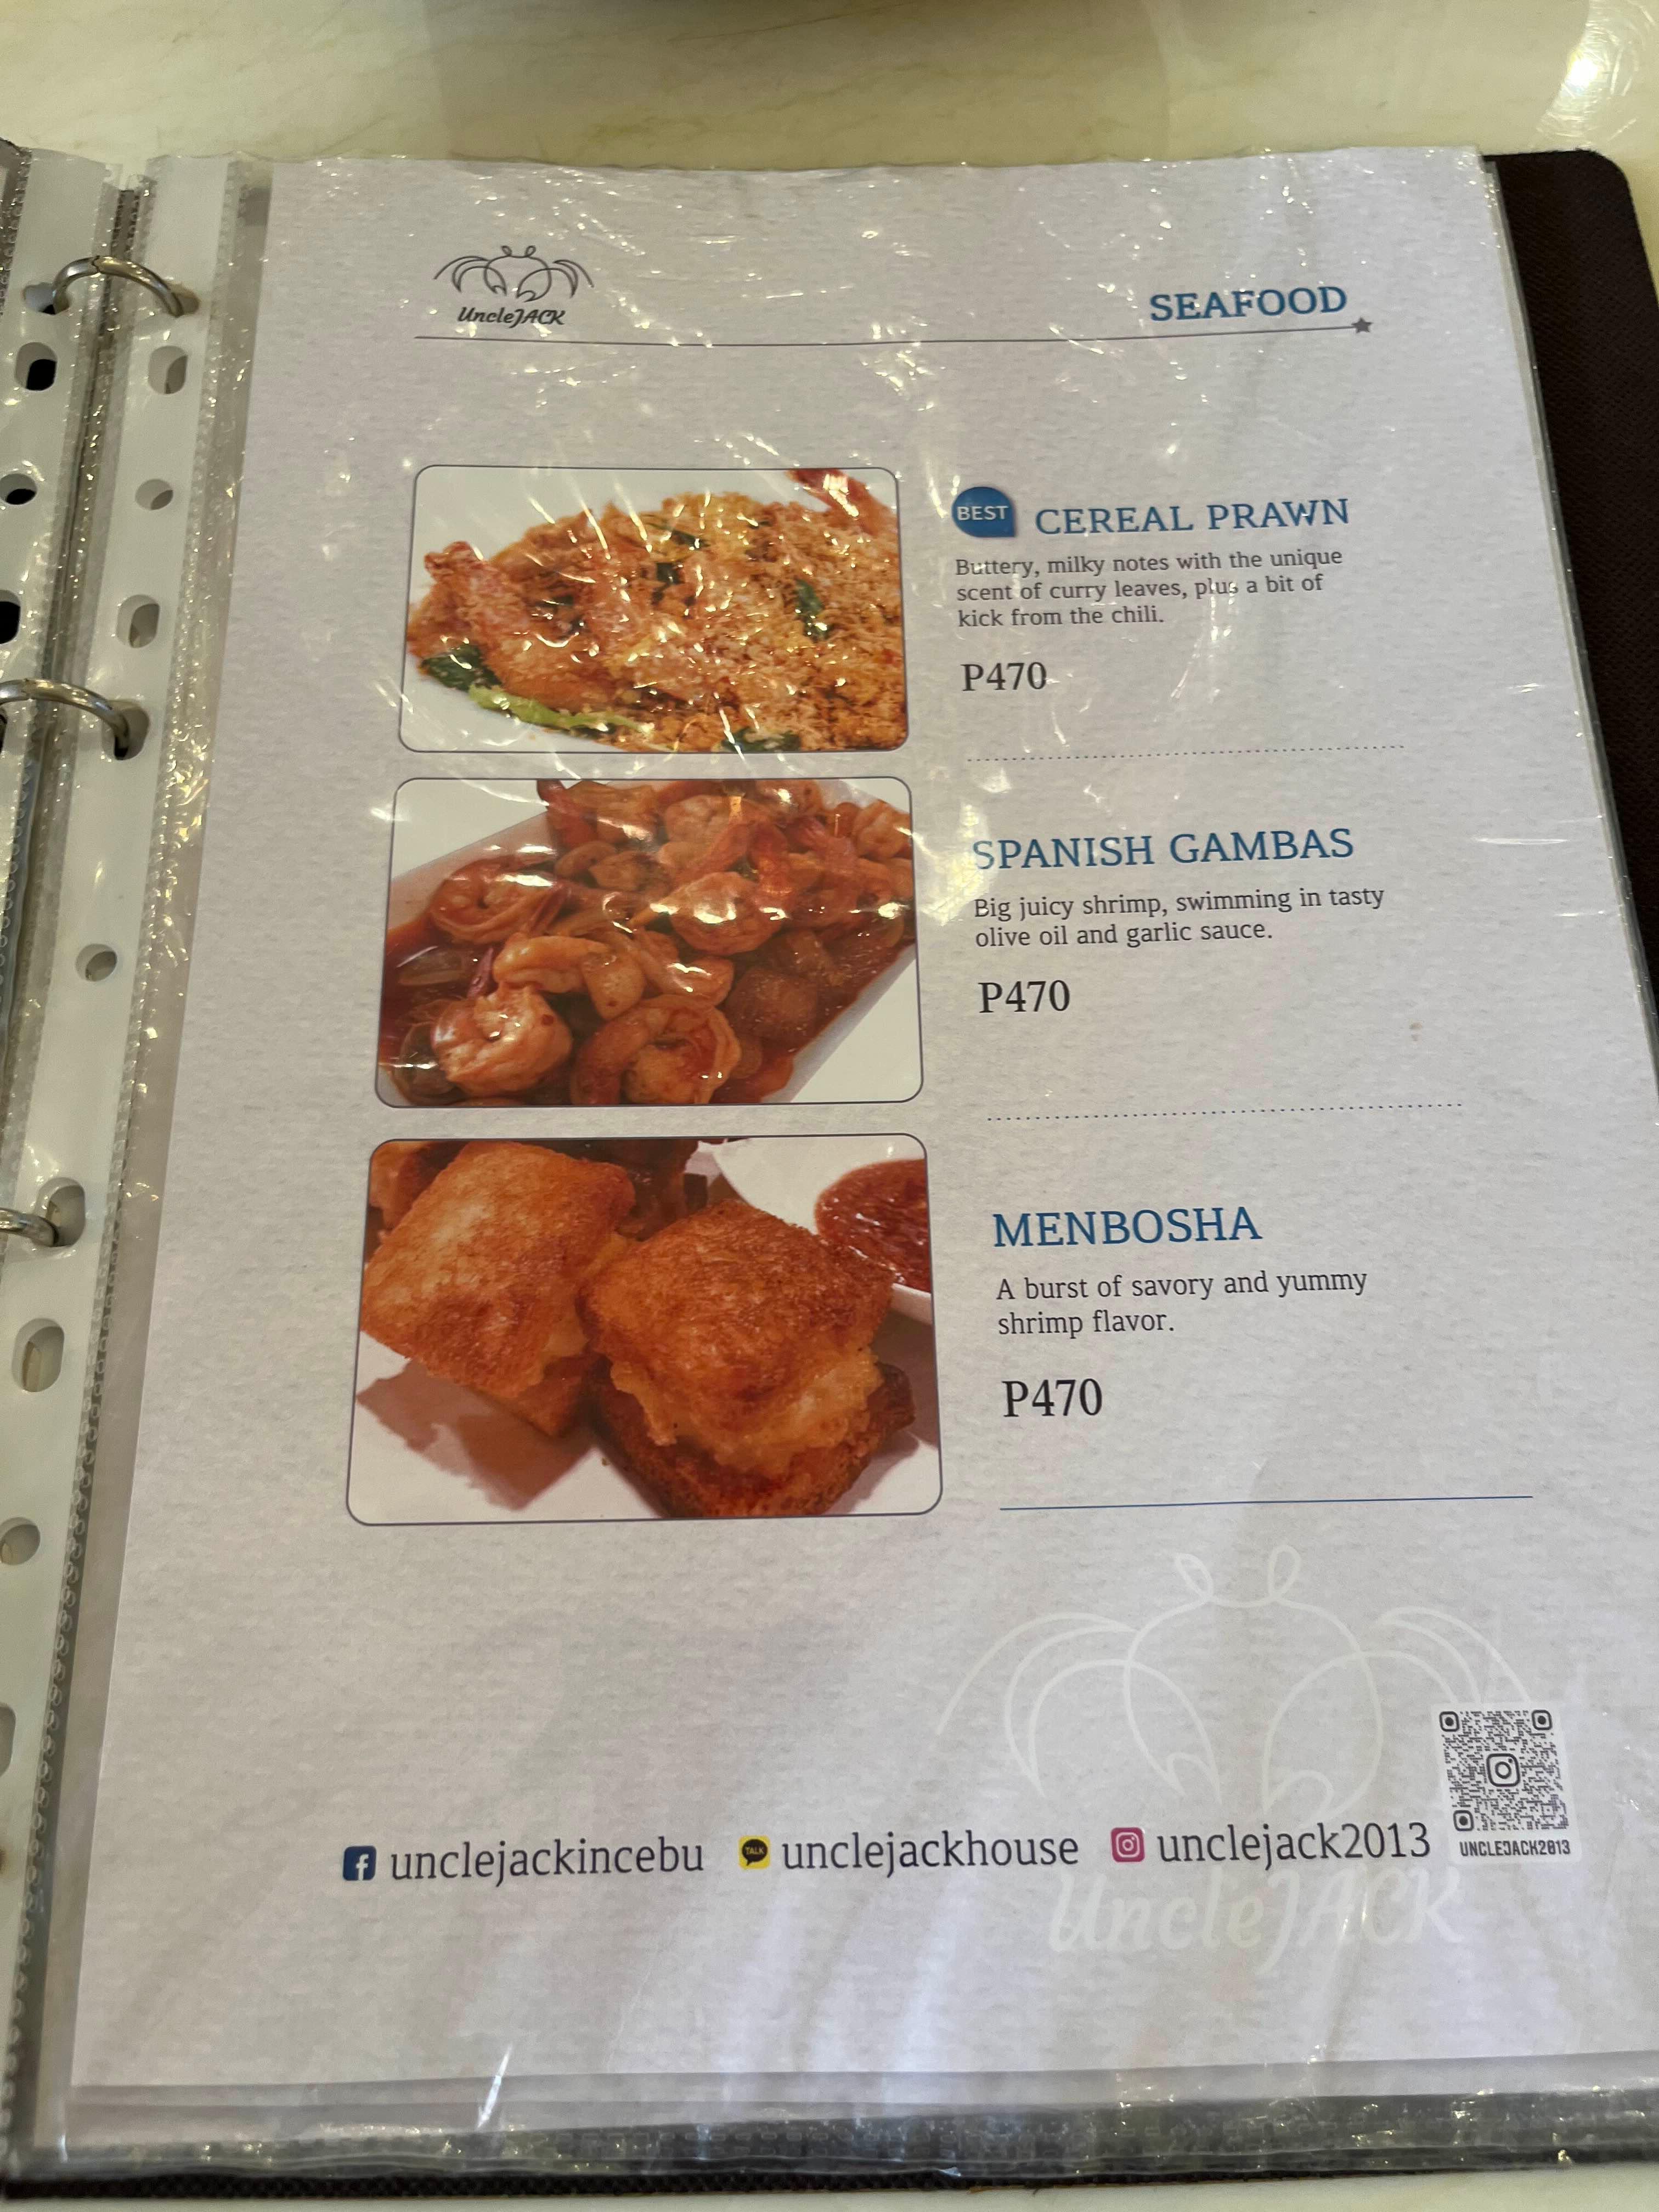 UncleJACK
SEAFOOD
BEST
CEREAL PRAWN
Buttery, milky notes with the unique
scent of curry leaves, plus a bit of
kick from the chili.
P470
SPANISH GAMBAS
Big juicy shrimp, swimming in tasty
olive oil and garlic sauce.
P470
MENBOSHA
A burst of savory and yummy
shrimp flavor.
P470
unclejackincebu TALK unclejackhouse unclejack2013
UNCLEJACK2013
UncleJACK